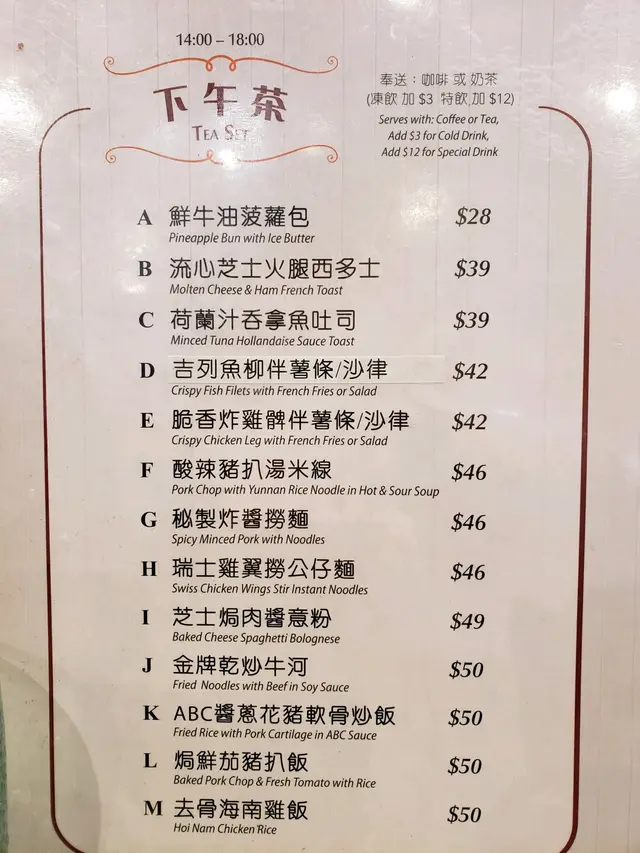 14:00 – 18:00
下午茶
TEA SET
奉送：咖啡 或 奶茶
(凍飲 加 $3 特飲 加 $12)
Serves with: Coffee or Tea,
Add $3 for Cold Drink,
Add $12 for Special Drink
A 鮮牛油菠蘿包 $28
Pineapple Bun with Ice Butter
B 流心芝士火腿西多士 $39
Molten Cheese & Ham French Toast
C 荷蘭汁吞拿魚吐司 $39
Minced Tuna Hollandaise Sauce Toast
D 吉列魚柳伴薯條/沙律 $42
Crispy Fish Filets with French Fries or Salad
E 脆香炸雞髀伴薯條/沙律 $42
Crispy Chicken Leg with French Fries or Salad
F 酸辣豬扒湯米線 $46
Pork Chop with Yunnan Rice Noodle in Hot & Sour Soup
G 秘製炸醬撈麵 $46
Spicy Minced Pork with Noodles
H 瑞士雞翼撈公仔麵 $46
Swiss Chicken Wings Stir Instant Noodles
I 芝士焗肉醬意粉 $49
Baked Cheese Spaghetti Bolognese
J 金牌乾炒牛河 $50
Fried Noodles with Beef in Soy Sauce
K ABC醬蔥花豬軟骨炒飯 $50
Fried Rice with Pork Cartilage in ABC Sauce
L 焗鮮茄豬扒飯 $50
Baked Pork Chop & Fresh Tomato with Rice
M 去骨海南雞飯 $50
Hoi Nam Chicken Rice